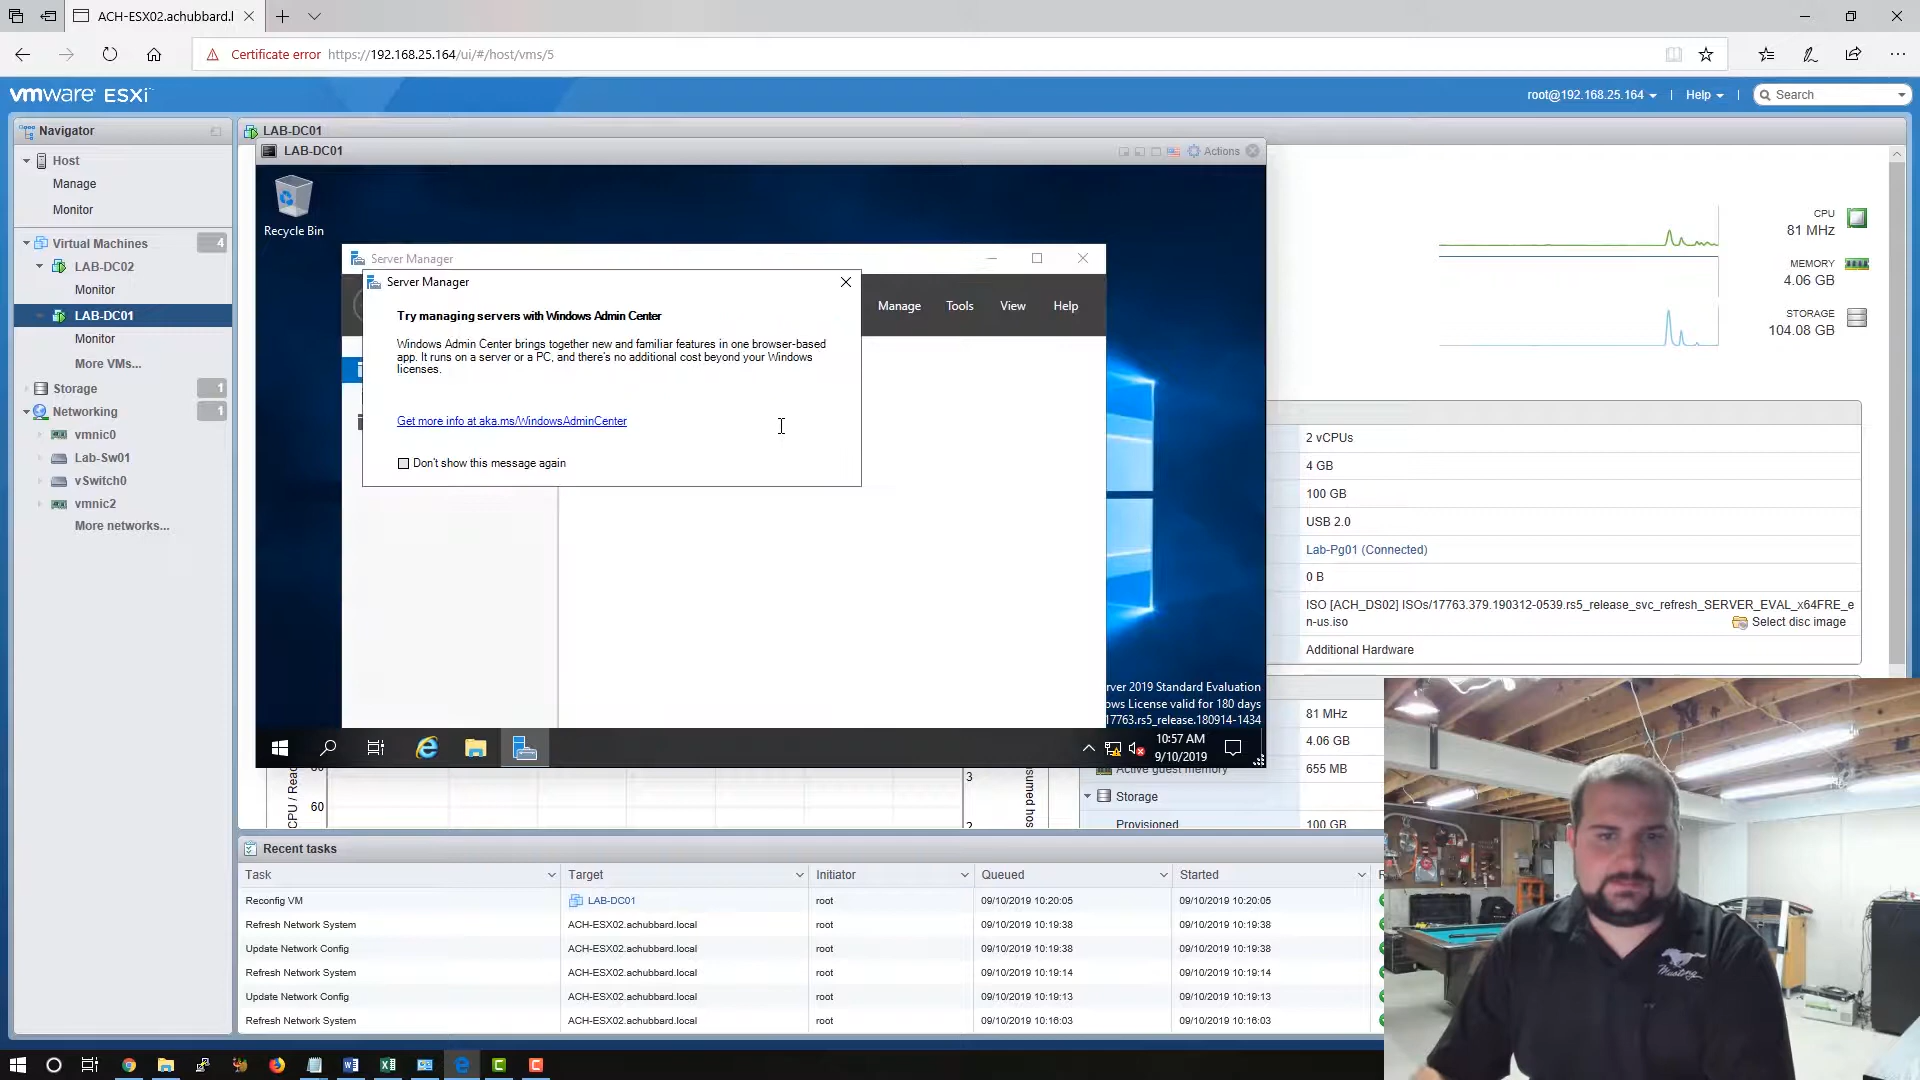 ACH-ESX02.achubbard.l
Certificate error https://192.168.25.164/ui/#/host/vms/5
vmware ESXi
root@192.168.25.164 | Help | Search
Navigator
Host
Manage
Monitor
Virtual Machines 4
LAB-DC02
Monitor
LAB-DC01
Monitor
More VMs...
Storage 1
Networking 1
vmnic0
Lab-Sw01
vSwitch0
vmnic2
More networks...
LAB-DC01
LAB-DC01
Actions
Recycle Bin
Server Manager
Manage Tools View Help
Server Manager
Try managing servers with Windows Admin Center
Windows Admin Center brings together new and familiar features in one browser-based
app. It runs on a server or a PC, and there's no additional cost beyond your Windows
licenses.
Get more info at aka.ms/WindowsAdminCenter
Don't show this message again
rver 2019 Standard Evaluation
ows License valid for 180 days
17763.rs5_release.180914-1434
10:57 AM
9/10/2019
CPU
81 MHz
MEMORY
4.06 GB
STORAGE
104.08 GB
2 vCPUs
4 GB
100 GB
USB 2.0
Lab-Pg01 (Connected)
0 B
ISO [ACH_DS02] ISOs/17763.379.190312-0539.rs5_release_svc_refresh_SERVER_EVAL_x64FRE_e
n-us.iso
Select disc image
Additional Hardware
81 MHz
4.06 GB
Active guest memory 655 MB
Storage
Provisioned 100 GB
CPU / Read
60
3
2
nsumed hos
Recent tasks
Task Target Initiator Queued Started
Reconfig VM LAB-DC01 root 09/10/2019 10:20:05 09/10/2019 10:20:05
Refresh Network System ACH-ESX02.achubbard.local root 09/10/2019 10:19:38 09/10/2019 10:19:38
Update Network Config ACH-ESX02.achubbard.local root 09/10/2019 10:19:38 09/10/2019 10:19:38
Refresh Network System ACH-ESX02.achubbard.local root 09/10/2019 10:19:14 09/10/2019 10:19:14
Update Network Config ACH-ESX02.achubbard.local root 09/10/2019 10:19:13 09/10/2019 10:19:13
Refresh Network System ACH-ESX02.achubbard.local root 09/10/2019 10:16:03 09/10/2019 10:16:03
Mustang